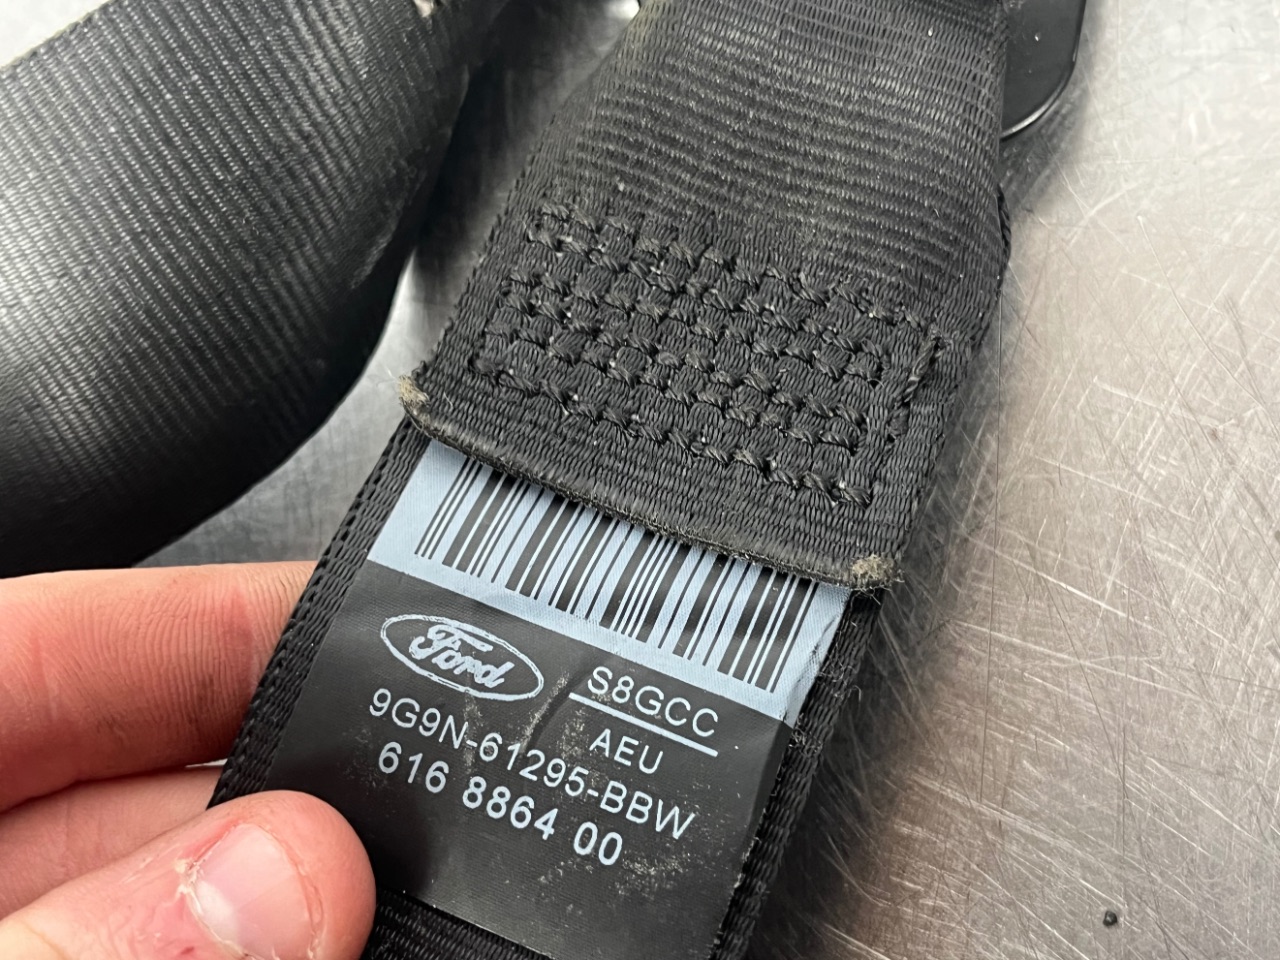 Ford
S8GCC
AEU
9G9N-61295-BBW
616 8864 00